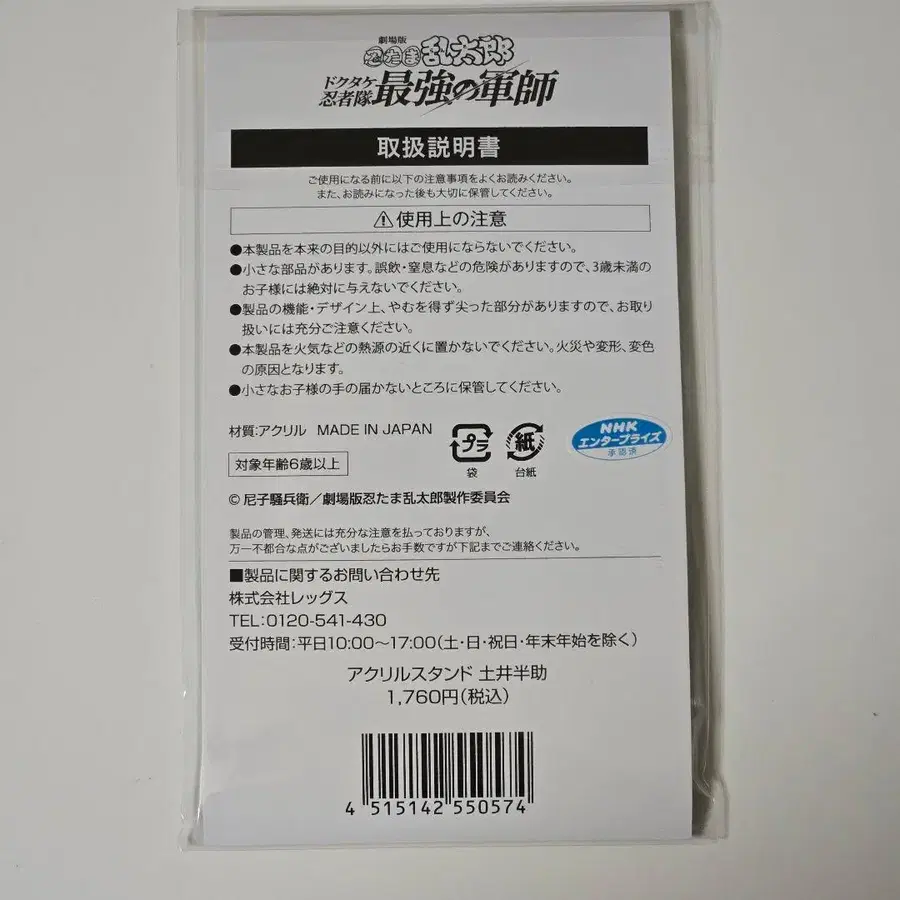 劇場版
忍たま乱太郎
ドクタケ
忍者隊 最強の軍師
取扱説明書
ご使用になる前に以下の注意事項をよくお読みください。
また、お読みになった後も大切に保管してください。
⚠使用上の注意
●本製品を本来の目的以外にはご使用にならないでください。
●小さな部品があります。誤飲・窒息などの危険がありますので、3歳未満の
お子様には絶対に与えないでください。
●製品の機能・デザイン上、やむを得ず尖った部分がありますので、お取り
扱いには充分ご注意ください。
●本製品を火気などの熱源の近くに置かないでください。火災や変形、変色
の原因となります。
●小さなお子様の手の届かないところに保管してください。
材質:アクリル MADE IN JAPAN
プラ
袋
紙
台紙
NHK
エンタープライズ
承認済
対象年齢6歳以上
© 尼子騒兵衛/劇場版忍たま乱太郎製作委員会
製品の管理、発送には充分な注意を払っておりますが、
万一不都合な点がございましたらお手数ですが下記までご連絡ください。
■製品に関するお問い合わせ先
株式会社レッグス
TEL:0120-541-430
受付時間:平日10:00〜17:00(土・日・祝日・年末年始を除く)
アクリルスタンド 土井半助
1,760円(税込)
4 515142 550574